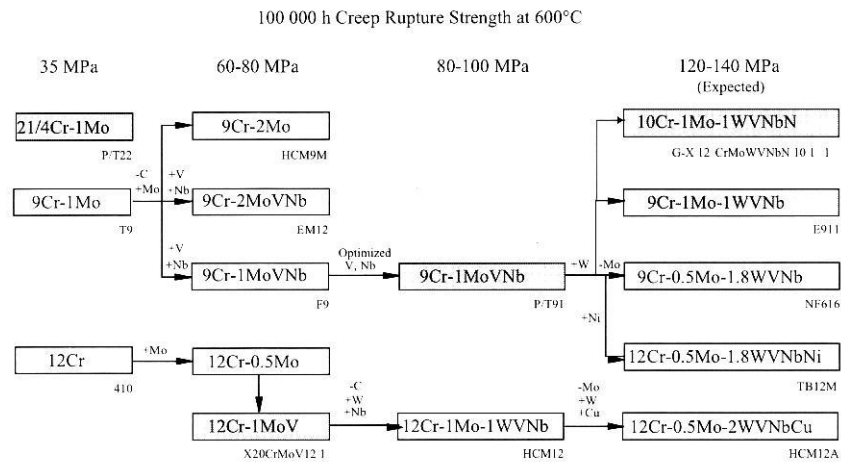 100 000 h Creep Rupture Strength at 600°C
35 MPa
60-80 MPa
80-100 MPa
120-140 MPa
(Expected)
21/4Cr-1Mo
P/T22
9Cr-2Mo
HCM9M
10Cr-1Mo-1WVNbN
G-X 12 CrMoWVNbN 10 1 1
9Cr-1Mo
T9
-C
+Mo
+V
+Nb
9Cr-2MoVNb
EM12
9Cr-1Mo-1WVNb
E911
+V
+Nb
9Cr-1MoVNb
F9
Optimized
V, Nb
9Cr-1MoVNb
P/T91
+W
-Mo
9Cr-0.5Mo-1.8WVNb
NF616
+Ni
12Cr
410
+Mo
12Cr-0.5Mo
12Cr-0.5Mo-1.8WVNbNi
TB12M
12Cr-1MoV
X20CrMoV12 1
-C
+W
+Nb
12Cr-1Mo-1WVNb
HCM12
-Mo
+W
+Cu
12Cr-0.5Mo-2WVNbCu
HCM12A